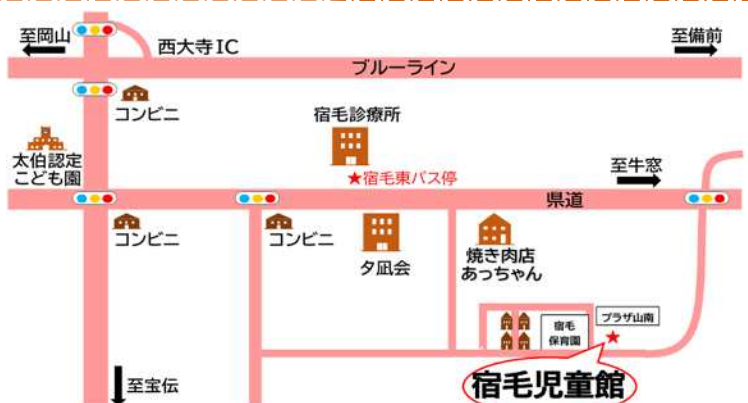 至岡山
西大寺IC
至備前
ブルーライン
コンビニ
宿毛診療所
太伯認定
こども園
★宿毛東バス停
至牛窓
県道
コンビニ
コンビニ
夕凪会
焼き肉店
あっちゃん
宿毛
保育園
プラザ山南
★
宿毛児童館
至宝伝